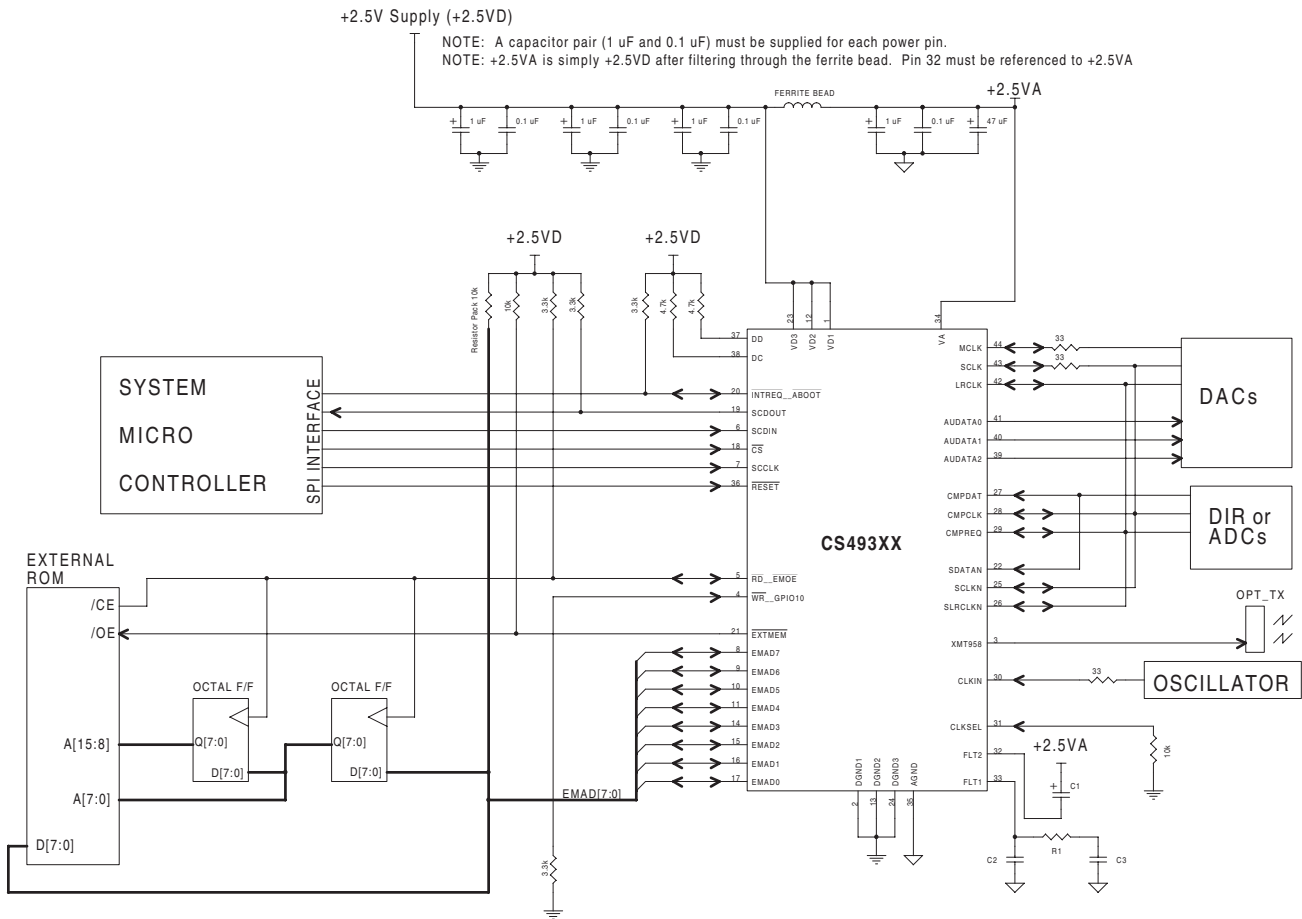 +2.5V Supply (+2.5VD)
NOTE: A capacitor pair (1 uF and 0.1 uF) must be supplied for each power pin.
NOTE: +2.5VA is simply +2.5VD after filtering through the ferrite bead. Pin 32 must be referenced to +2.5VA
FERRITE BEAD
+2.5VA
+ 1 uF
0.1 uF
+ 1 uF
0.1 uF
+ 1 uF
0.1 uF
+ 1 uF
0.1 uF
+ 47 uF
+2.5VD
+2.5VD
Resistor Pack 10k
10k
3.3k
3.3k
3.3k
4.7k
4.7k
23
12
1
34
VD3
VD2
VD1
VA
SYSTEM
MICRO
CONTROLLER
SPI INTERFACE
37 DD
38 DC
20 INTREQ__ABOOT
19 SCDOUT
6 SCDIN
18 CS
7 SCCLK
36 RESET
5 RD__EMOE
4 WR__GPIO10
21 EXTMEM
8 EMAD7
9 EMAD6
10 EMAD5
11 EMAD4
14 EMAD3
15 EMAD2
16 EMAD1
17 EMAD0
CS493XX
MCLK 44
33
SCLK 43
33
LRCLK 42
AUDATA0 41
AUDATA1 40
AUDATA2 39
CMPDAT 27
CMPCLK 28
CMPREQ 29
SDATAN 22
SCLKN 25
SLRCLKN 26
XMT958 3
CLKIN 30
33
CLKSEL 31
FLT2 32
FLT1 33
DACs
DIR or
ADCs
OPT_TX
OSCILLATOR
+2.5VA
10k
+ C1
R1
C2
C3
DGND1
DGND2
DGND3
AGND
2
13
24
35
EXTERNAL
ROM
/CE
/OE
A[15:8]
A[7:0]
D[7:0]
OCTAL F/F
Q[7:0]
D[7:0]
OCTAL F/F
Q[7:0]
D[7:0]
EMAD[7:0]
3.3k